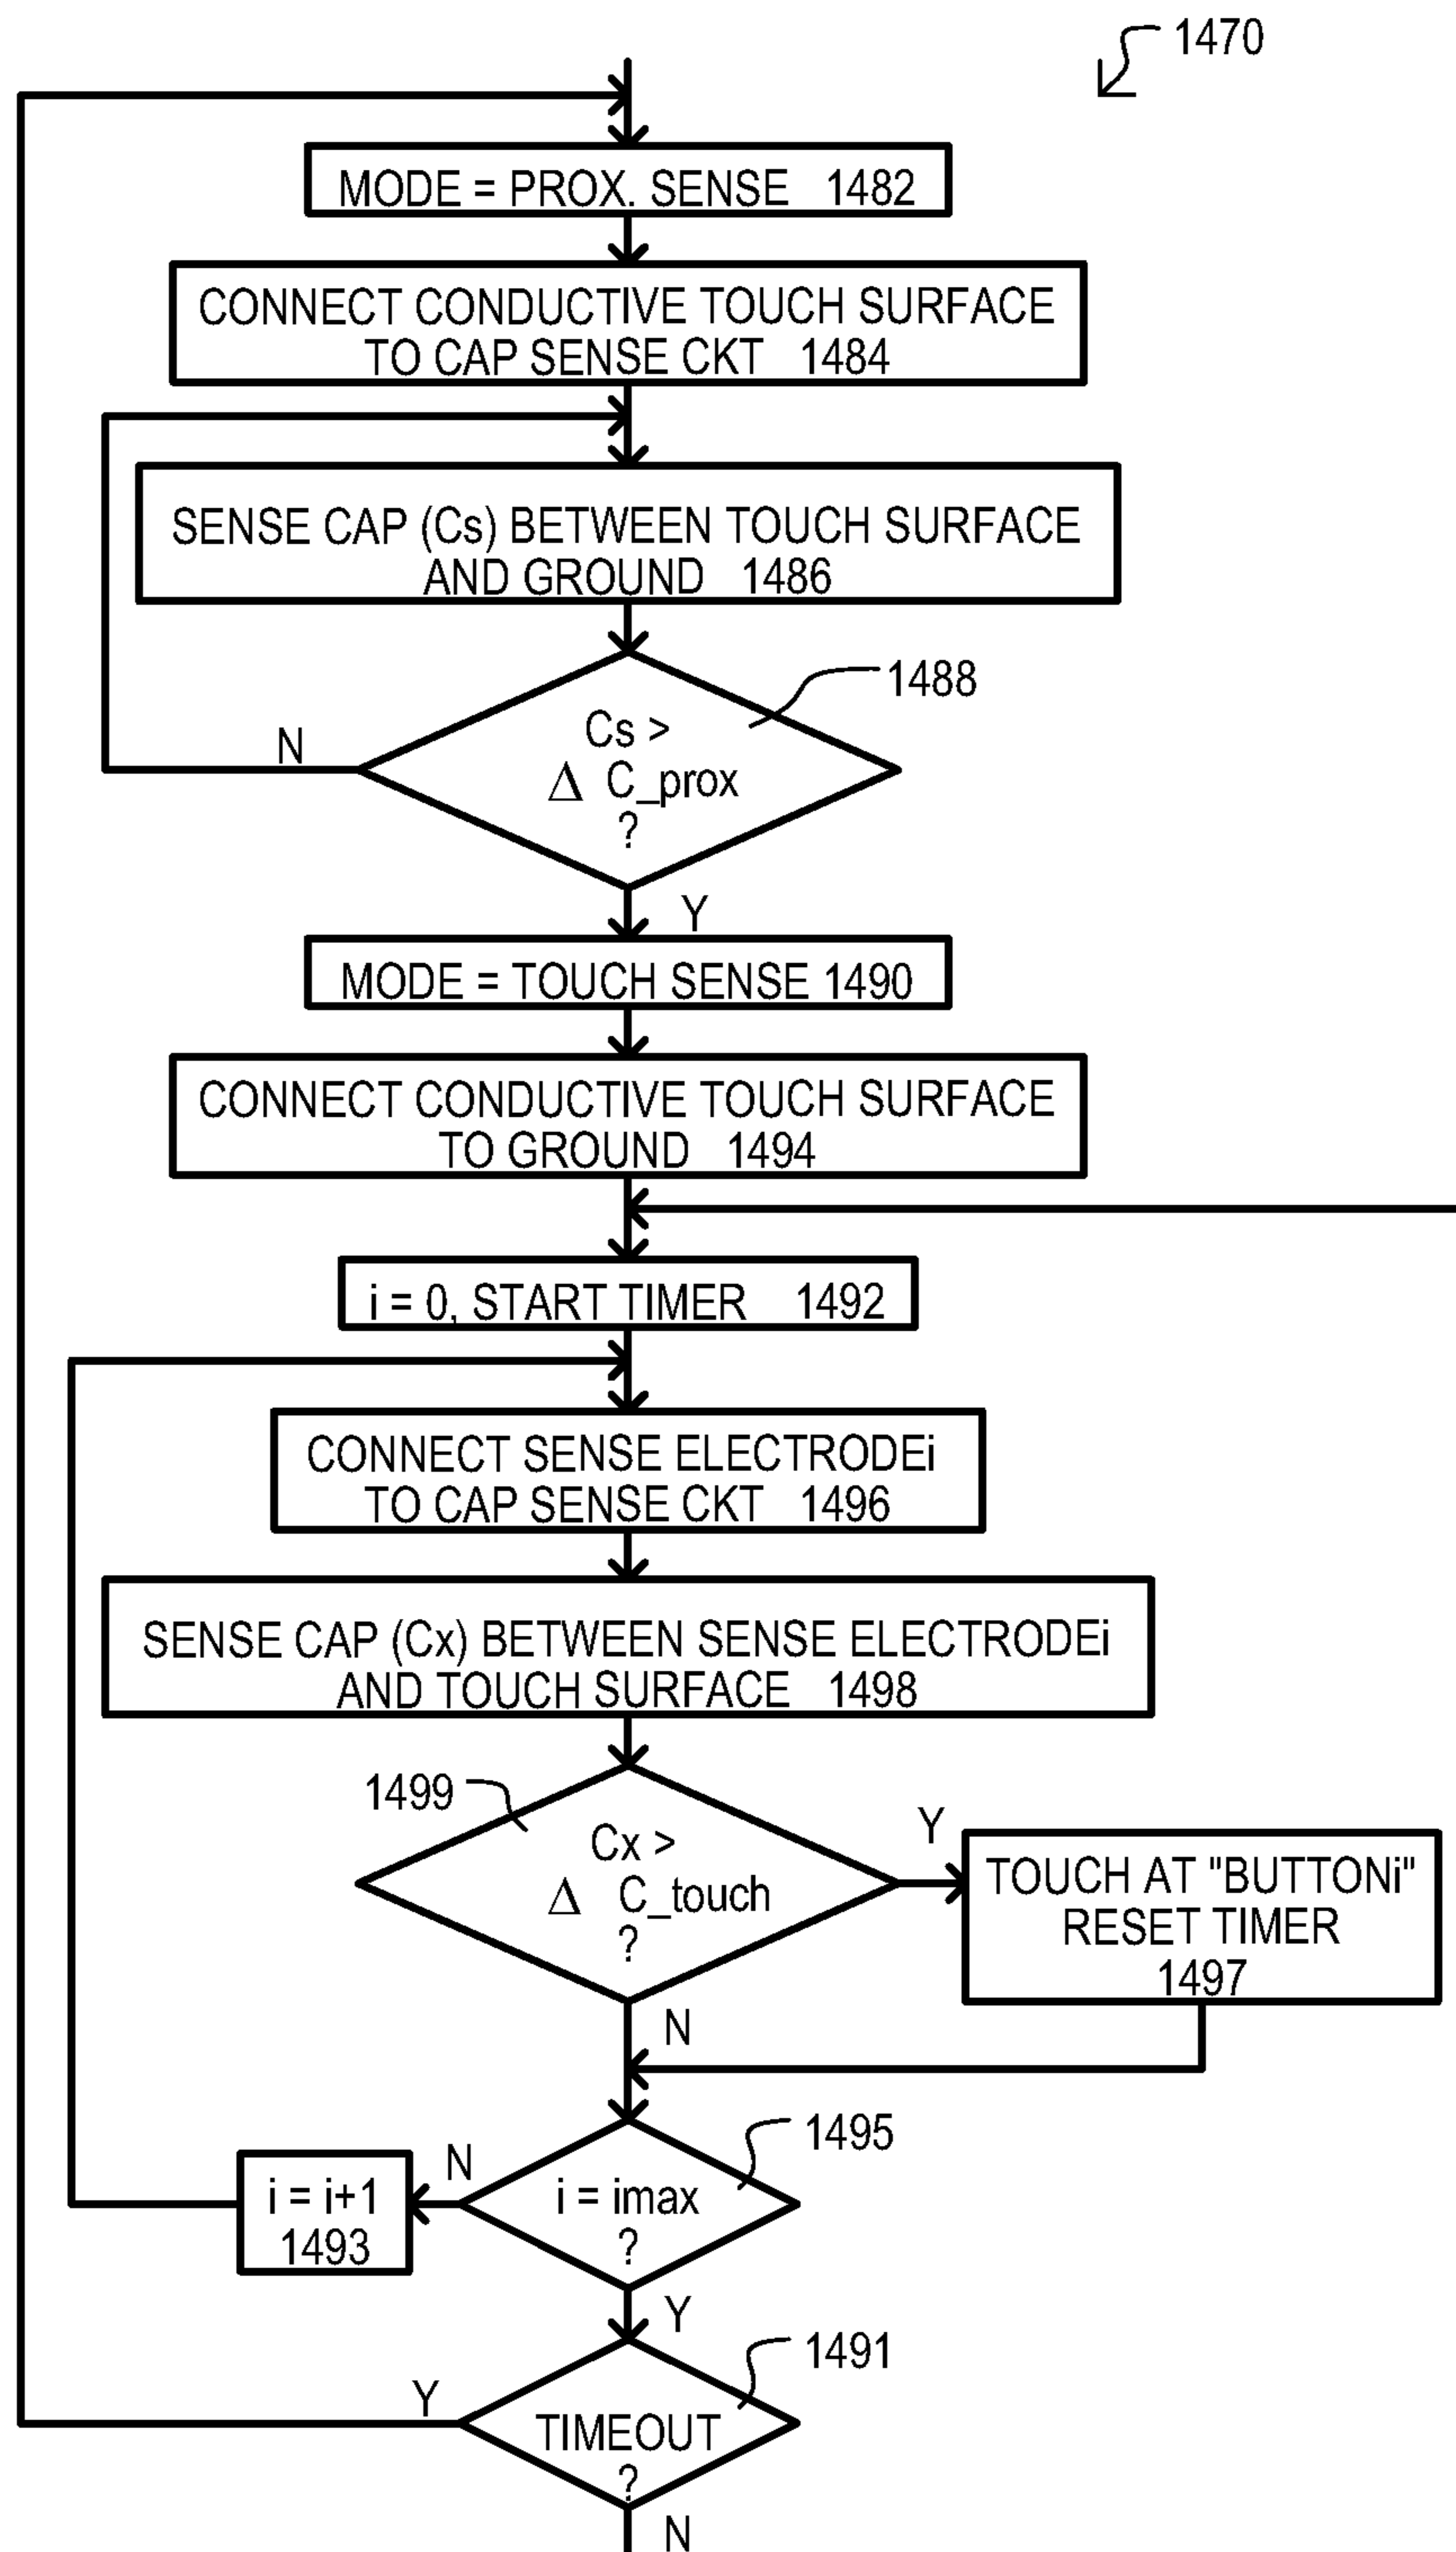 1470
MODE = PROX. SENSE 1482
CONNECT CONDUCTIVE TOUCH SURFACE
TO CAP SENSE CKT 1484
SENSE CAP (Cs) BETWEEN TOUCH SURFACE
AND GROUND 1486
1488
Cs >
Δ C_prox
?
N
Y
MODE = TOUCH SENSE 1490
CONNECT CONDUCTIVE TOUCH SURFACE
TO GROUND 1494
i = 0, START TIMER 1492
CONNECT SENSE ELECTRODEi
TO CAP SENSE CKT 1496
SENSE CAP (Cx) BETWEEN SENSE ELECTRODEi
AND TOUCH SURFACE 1498
1499
Cx >
Δ C_touch
?
Y
TOUCH AT "BUTTONi"
RESET TIMER
1497
N
1495
i = imax
?
N
i = i+1
1493
Y
1491
TIMEOUT
?
Y
N